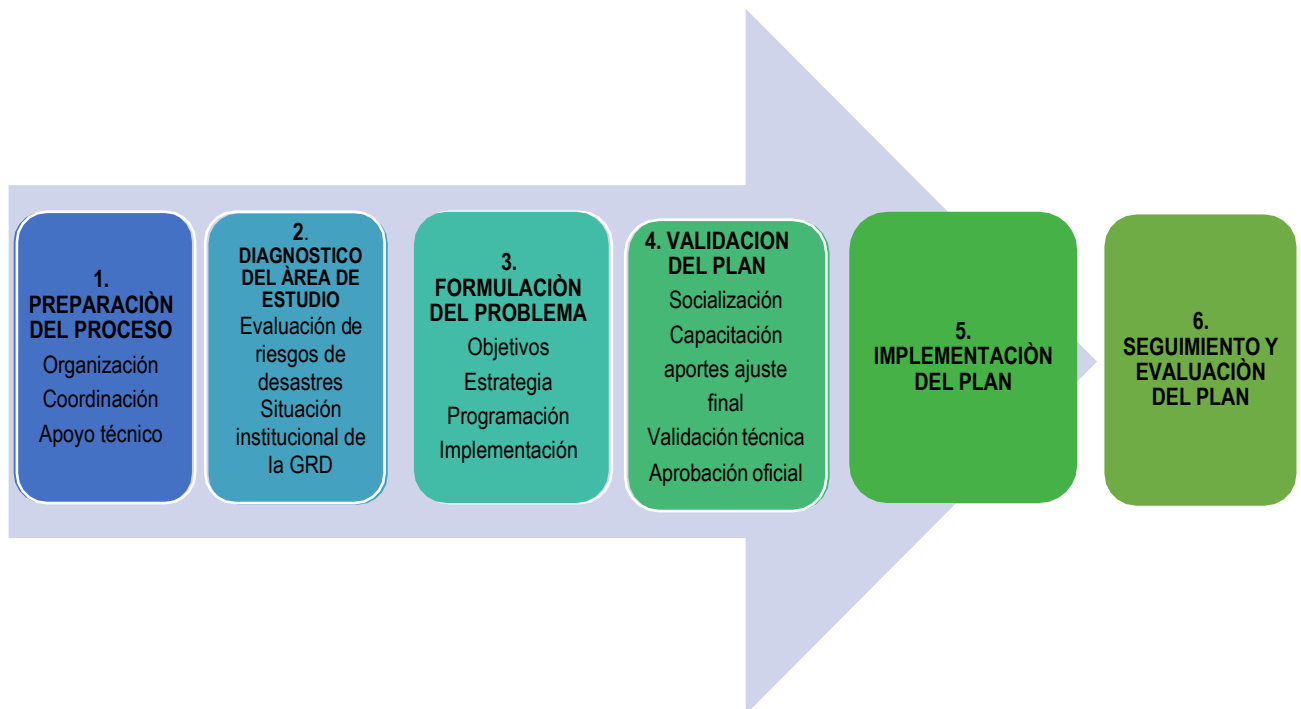 1.
PREPARACIÒN
DEL PROCESO
Organización
Coordinación
Apoyo técnico
2.
DIAGNOSTICO
DEL ÀREA DE
ESTUDIO
Evaluación de
riesgos de
desastres
Situación
institucional de
la GRD
3.
FORMULACIÒN
DEL PROBLEMA
Objetivos
Estrategia
Programación
Implementación
4. VALIDACION
DEL PLAN
Socialización
Capacitación
aportes ajuste
final
Validación técnica
Aprobación oficial
5.
IMPLEMENTACIÒN
DEL PLAN
6.
SEGUIMIENTO Y
EVALUACIÒN
DEL PLAN